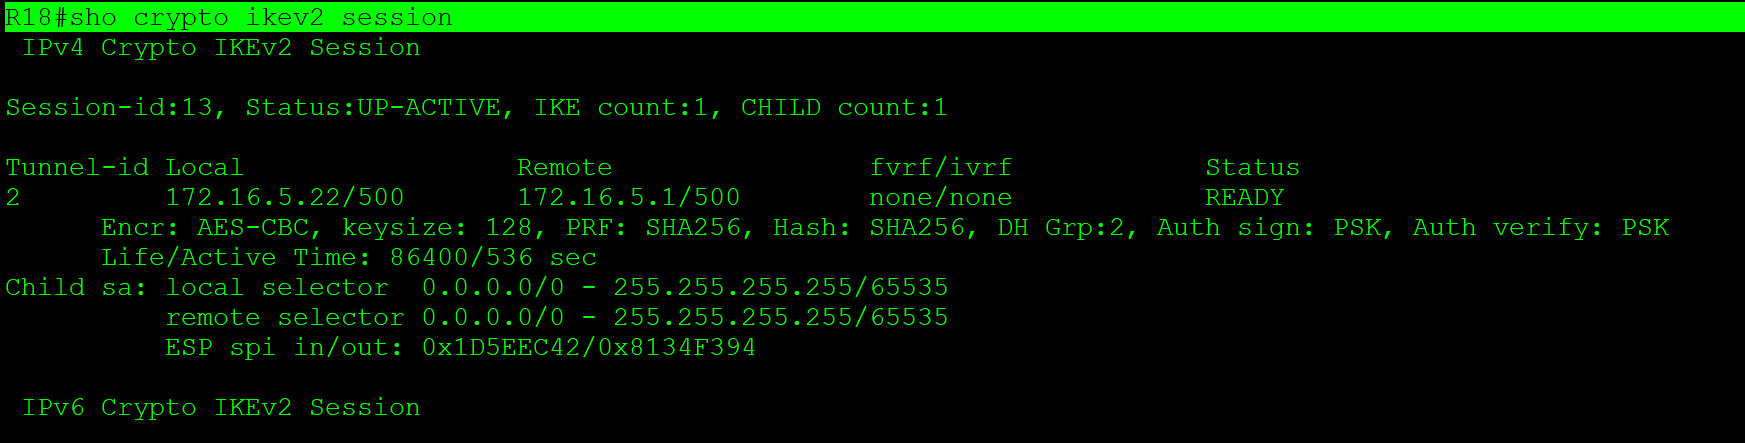 R18#sho crypto ikev2 session
IPv4 Crypto IKEv2 Session
Session-id:13, Status:UP-ACTIVE, IKE count:1, CHILD count:1
Tunnel-id Local                 Remote                fvrf/ivrf            Status
2         172.16.5.22/500       172.16.5.1/500        none/none            READY
Encr: AES-CBC, keysize: 128, PRF: SHA256, Hash: SHA256, DH Grp:2, Auth sign: PSK, Auth verify: PSK
Life/Active Time: 86400/536 sec
Child sa: local selector  0.0.0.0/0 - 255.255.255.255/65535
remote selector 0.0.0.0/0 - 255.255.255.255/65535
ESP spi in/out: 0x1D5EEC42/0x8134F394
IPv6 Crypto IKEv2 Session